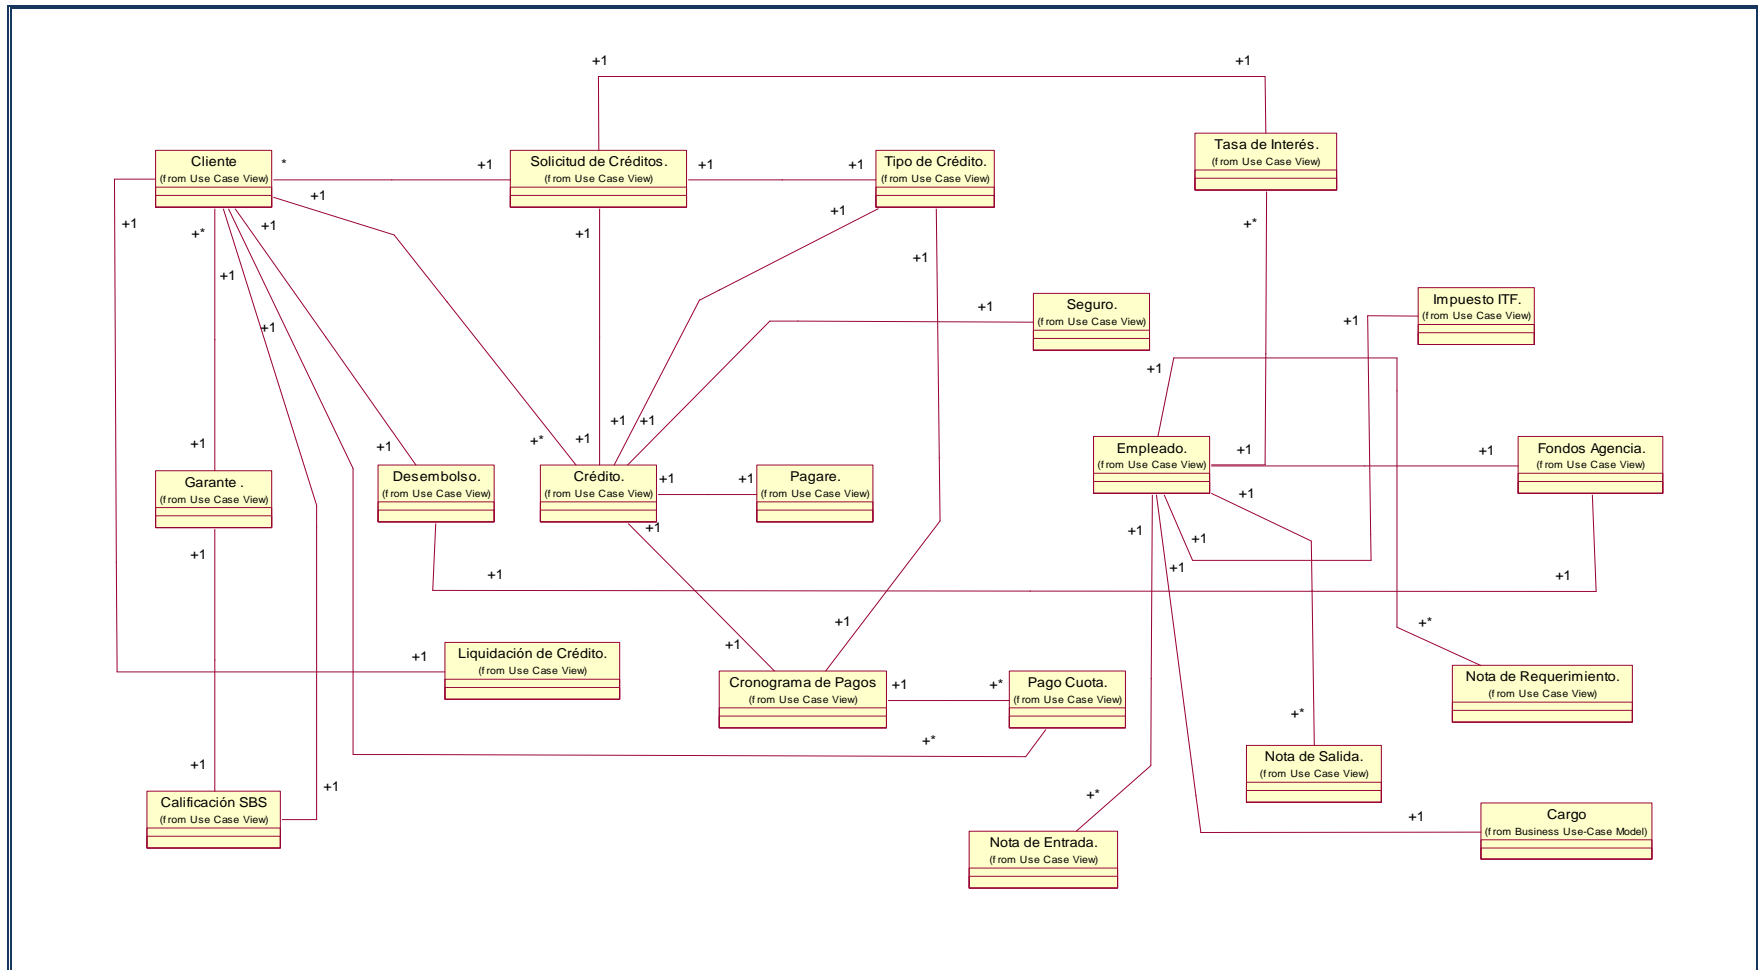 +1
+1
Tasa de Interés.
(from Use Case View)
Cliente
(from Use Case View)
*
+1
Solicitud de Créditos.
(from Use Case View)
+1
+1
Tipo de Crédito.
(from Use Case View)
+1
+1
+*
+1
+1
+1
+1
+*
+1
+1
+1
Seguro.
(from Use Case View)
+1
Impuesto ITF.
(from Use Case View)
+1
+1
+1
+1
+1
+1
+*
+1
+1
+1
Garante .
(from Use Case View)
Desembolso.
(from Use Case View)
Crédito.
(from Use Case View)
+1
+1
Pagare.
(from Use Case View)
Empleado.
(from Use Case View)
+1
+1
Fondos Agencia.
(from Use Case View)
+1
+1
+1
+1
+1
+1
+1
+1
+1
+*
+1
Liquidación de Crédito.
(from Use Case View)
+1
Cronograma de Pagos
(from Use Case View)
+1
+*
Pago Cuota.
(from Use Case View)
Nota de Requerimiento.
(from Use Case View)
+*
+*
+1
+1
+*
Nota de Salida.
(from Use Case View)
Calificación SBS
(from Use Case View)
Nota de Entrada.
(from Use Case View)
+1
Cargo
(from Business Use-Case Model)